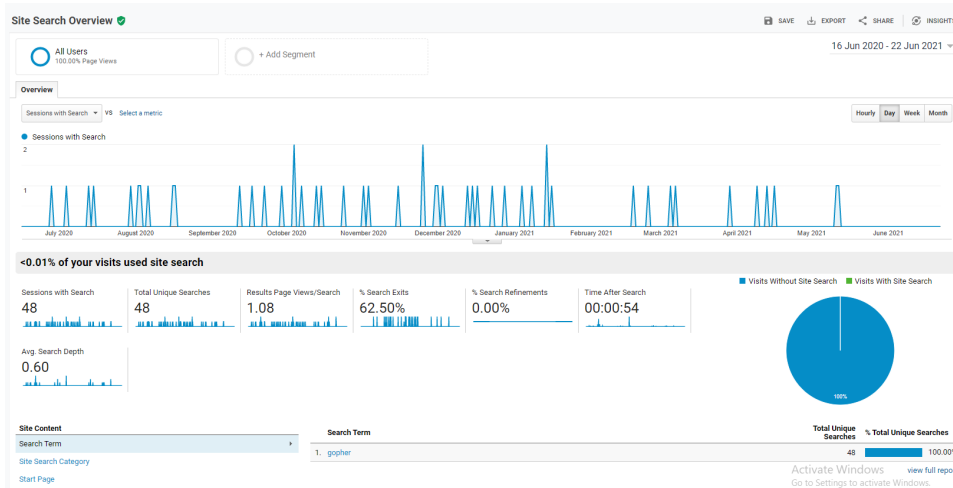 Site Search Overview
SAVE EXPORT SHARE INSIGHTS
All Users
100.00% Page Views
+ Add Segment
16 Jun 2020 - 22 Jun 2021
Overview
Sessions with Search VS Select a metric
Hourly Day Week Month
Sessions with Search
2
1
July 2020 August 2020 September 2020 October 2020 November 2020 December 2020 January 2021 February 2021 March 2021 April 2021 May 2021 June 2021
<0.01% of your visits used site search
Visits Without Site Search Visits With Site Search
Sessions with Search
48
Total Unique Searches
48
Results Page Views/Search
1.08
% Search Exits
62.50%
% Search Refinements
0.00%
Time After Search
00:00:54
Avg. Search Depth
0.60
100%
Site Content
Search Term
Site Search Category
Start Page
Search Term Total Unique Searches % Total Unique Searches
1. gopher 48 100.00%
view full repo
Activate Windows
Go to Settings to activate Windows.